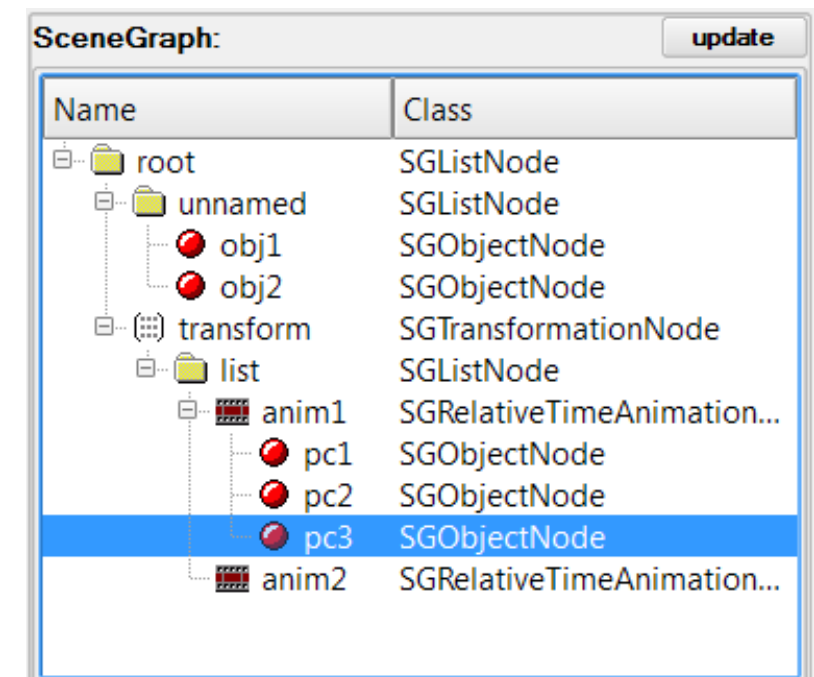 SceneGraph: update
Name Class
root SGListNode
unnamed SGListNode
obj1 SGObjectNode
obj2 SGObjectNode
transform SGTransformationNode
list SGListNode
anim1 SGRelativeTimeAnimation...
pc1 SGObjectNode
pc2 SGObjectNode
pc3 SGObjectNode
anim2 SGRelativeTimeAnimation...